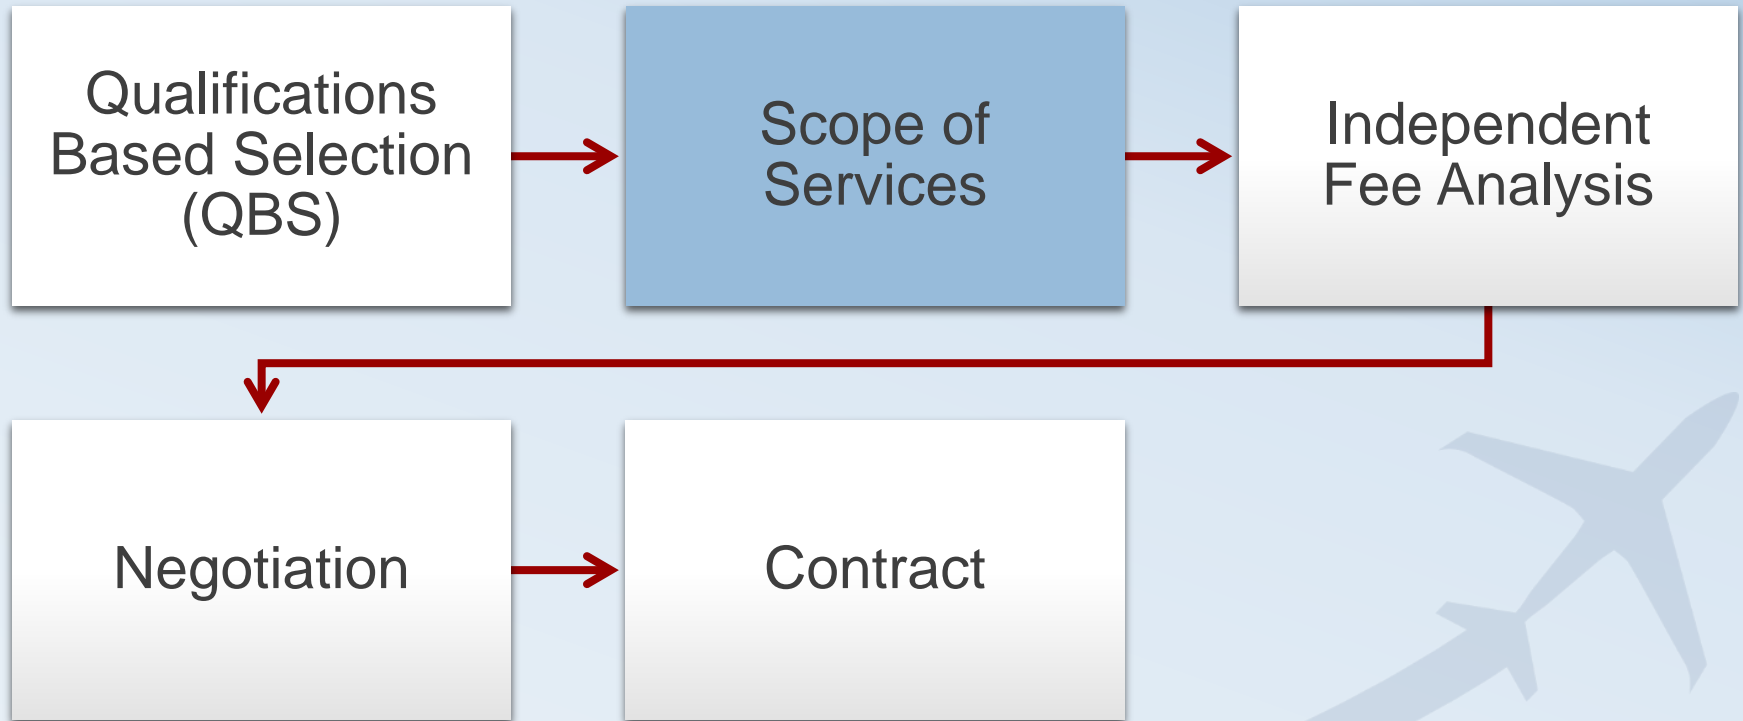 Qualifications
Based Selection
(QBS)
Scope of
Services
Independent
Fee Analysis
Negotiation
Contract